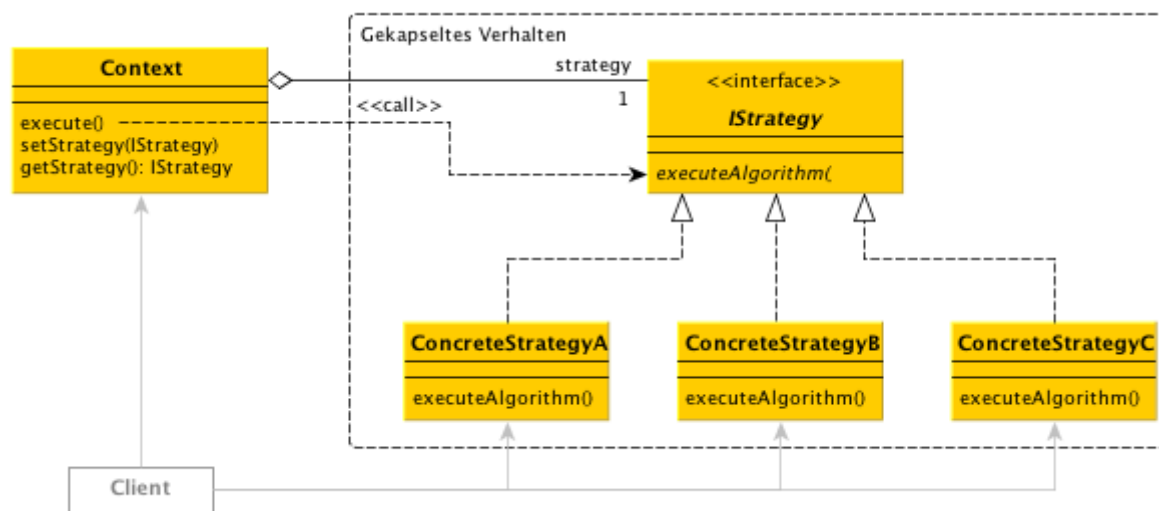 Gekapseltes Verhalten
Context
execute()
setStrategy(IStrategy)
getStrategy(): IStrategy
strategy
1
<<call>>
<<interface>>
IStrategy
executeAlgorithm(
ConcreteStrategyA
executeAlgorithm()
ConcreteStrategyB
executeAlgorithm()
ConcreteStrategyC
executeAlgorithm()
Client